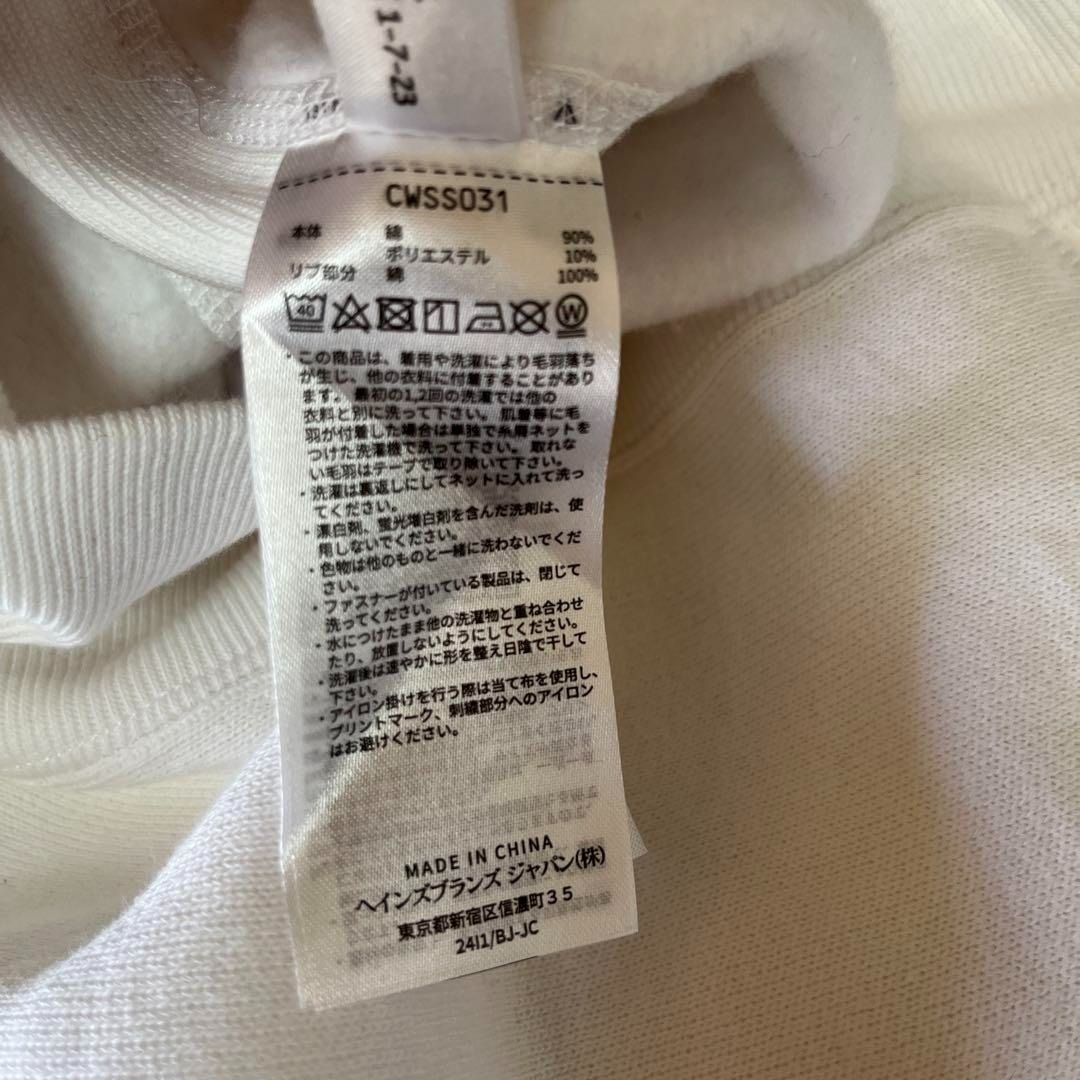 1-7-23
CWSS031
本体 綿 90%
ポリエステル 10%
リブ部分 綿 100%
40 W
・この商品は、着用や洗濯により毛羽落ち
が生じ、他の衣料に付着することがあり
ます。最初の1,2回の洗濯では他の
衣料と別に洗って下さい。肌着等に毛
羽が付着した場合は単独で糸屑ネットを
つけた洗濯機で洗って下さい。取れな
い毛羽はテープで取り除いて下さい。
・洗濯は裏返しにしてネットに入れて洗っ
てください。
・漂白剤、蛍光増白剤を含んだ洗剤は、使
用しないでください。
・色物は他のものと一緒に洗わないでくだ
さい。
・ファスナーが付いている製品は、閉じて
洗ってください。
・水につけたまま他の洗濯物と重ね合わせ
たり、放置しないようにしてください。
・洗濯後は速やかに形を整え日陰で干して
下さい。
・アイロン掛けを行う際は当て布を使用し、
プリントマーク、刺繍部分へのアイロン
はお避けください。
MADE IN CHINA
ヘインズブランズ ジャパン(株)
東京都新宿区信濃町35
24I1/BJ-JC